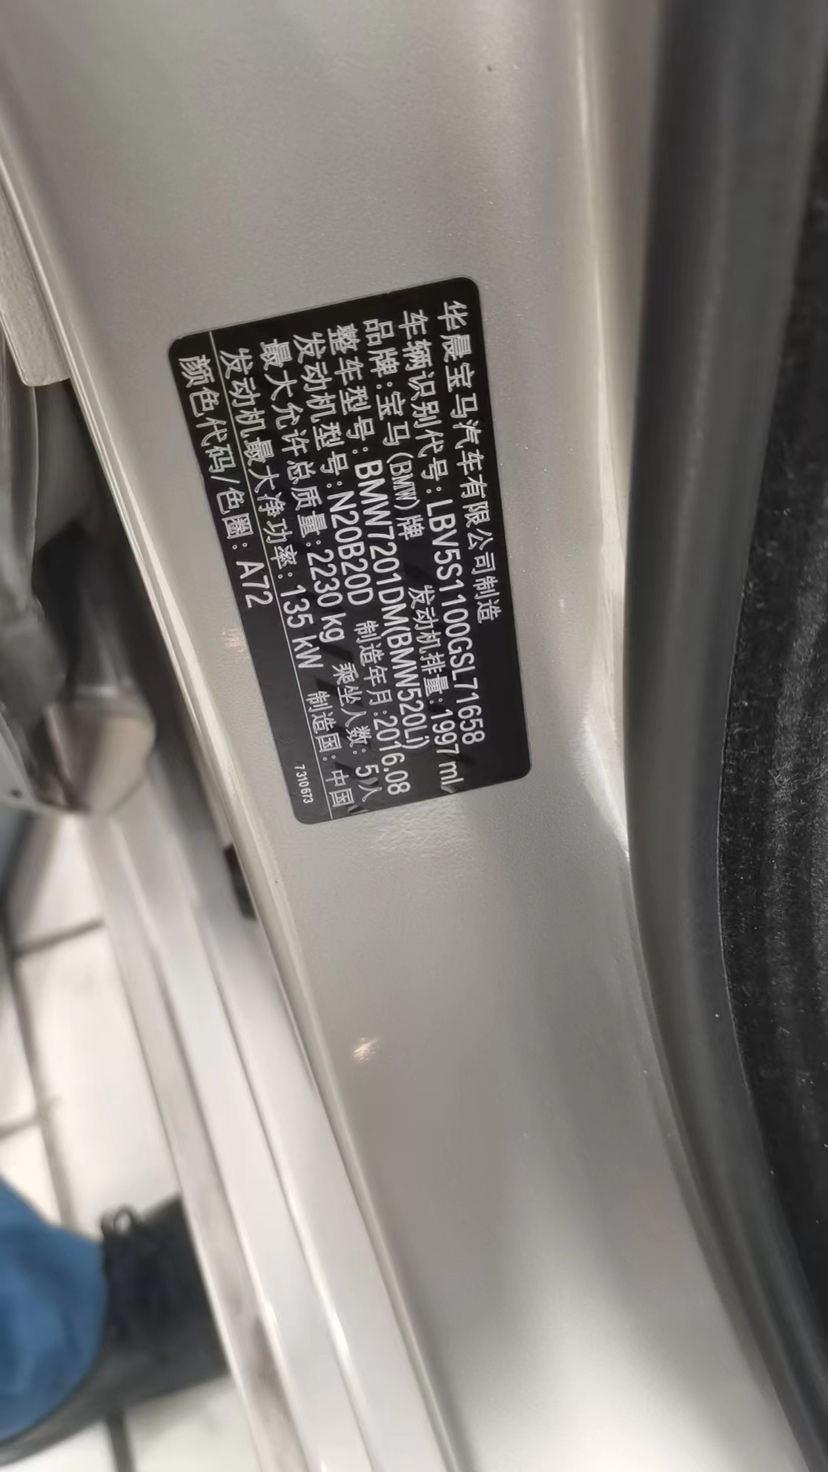 华晨宝马汽车有限公司制造
车辆识别代号: LBV5S1100GSL71658
品牌: 宝马(BMW)牌 发动机排量: 1997 ml
整车型号: BMW7201DM(BMW520Li)
发动机型号: N20B20D 制造年月: 2016.08
最大允许总质量: 2230 kg 乘坐人数: 5人
发动机最大净功率: 135 kW 制造国: 中国
颜色代码/色圈: A72 7310673